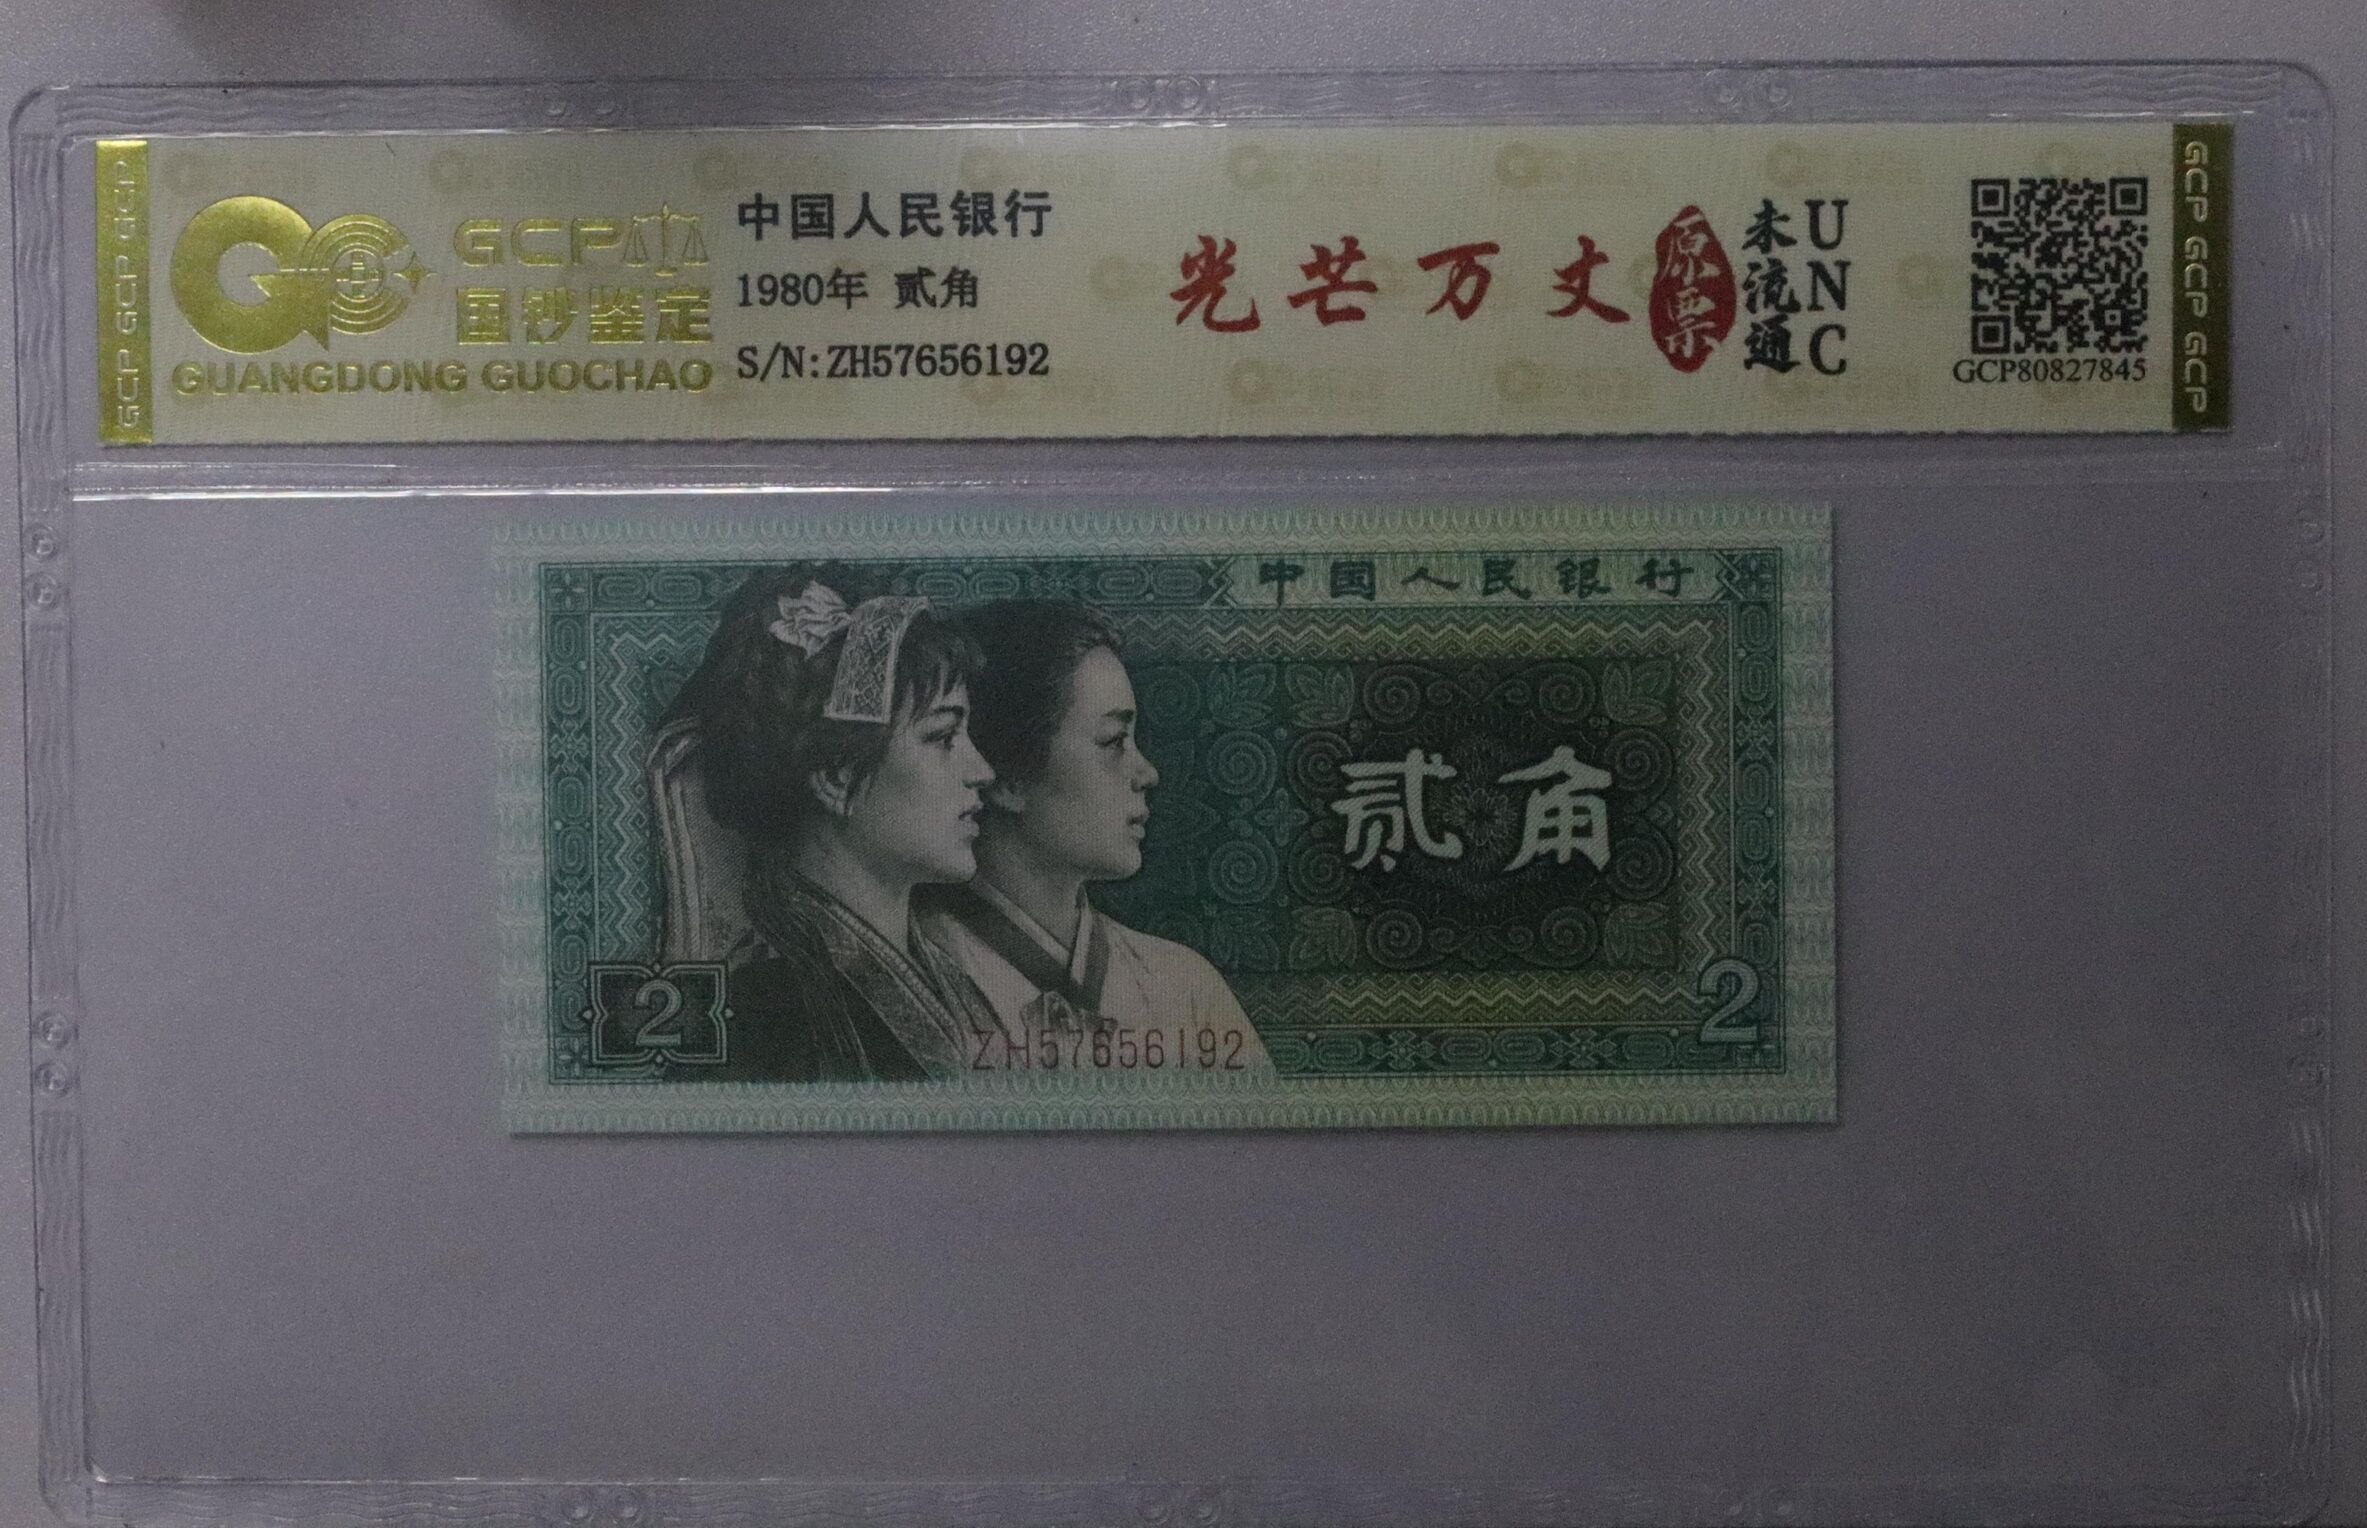 GCP GCP GCP
GCP
国钞鉴定
GUANGDONG GUOCHAO
中国人民银行
1980年 贰角
S/N:ZH57656192
光芒万丈
原票
未流通
UNC
GCP80827845
GCP GCP GCP
中国人民银行
贰角
2
2
ZH57656192